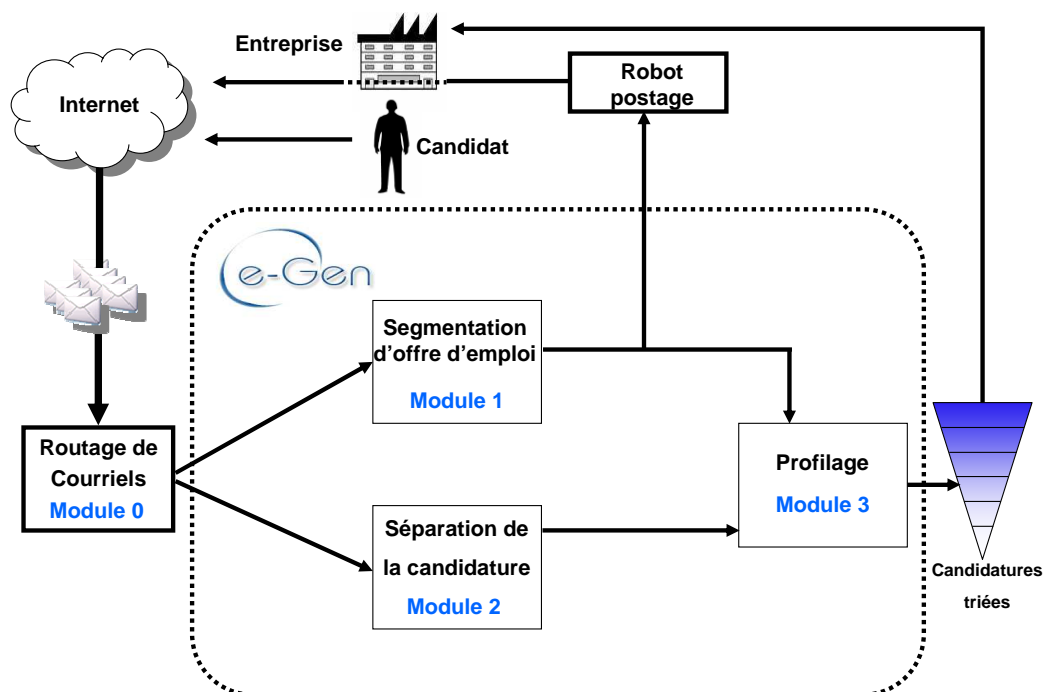 Entreprise
Internet
Robot
postage
Candidat
e-Gen
Segmentation
d'offre d'emploi
Module 1
Routage de
Courriels
Module 0
Profilage
Module 3
Séparation de
la candidature
Module 2
Candidatures
triées